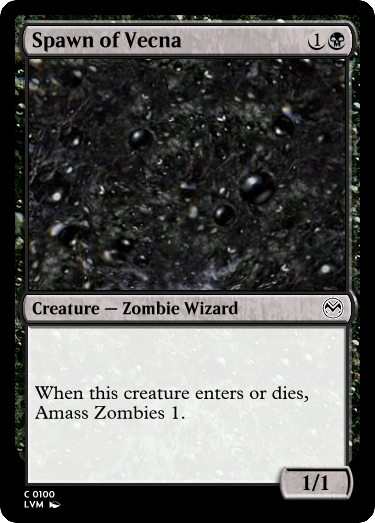 Spawn of Vecna 1
Creature — Zombie Wizard
When this creature enters or dies,
Amass Zombies 1.
1/1
C 0100
LVM